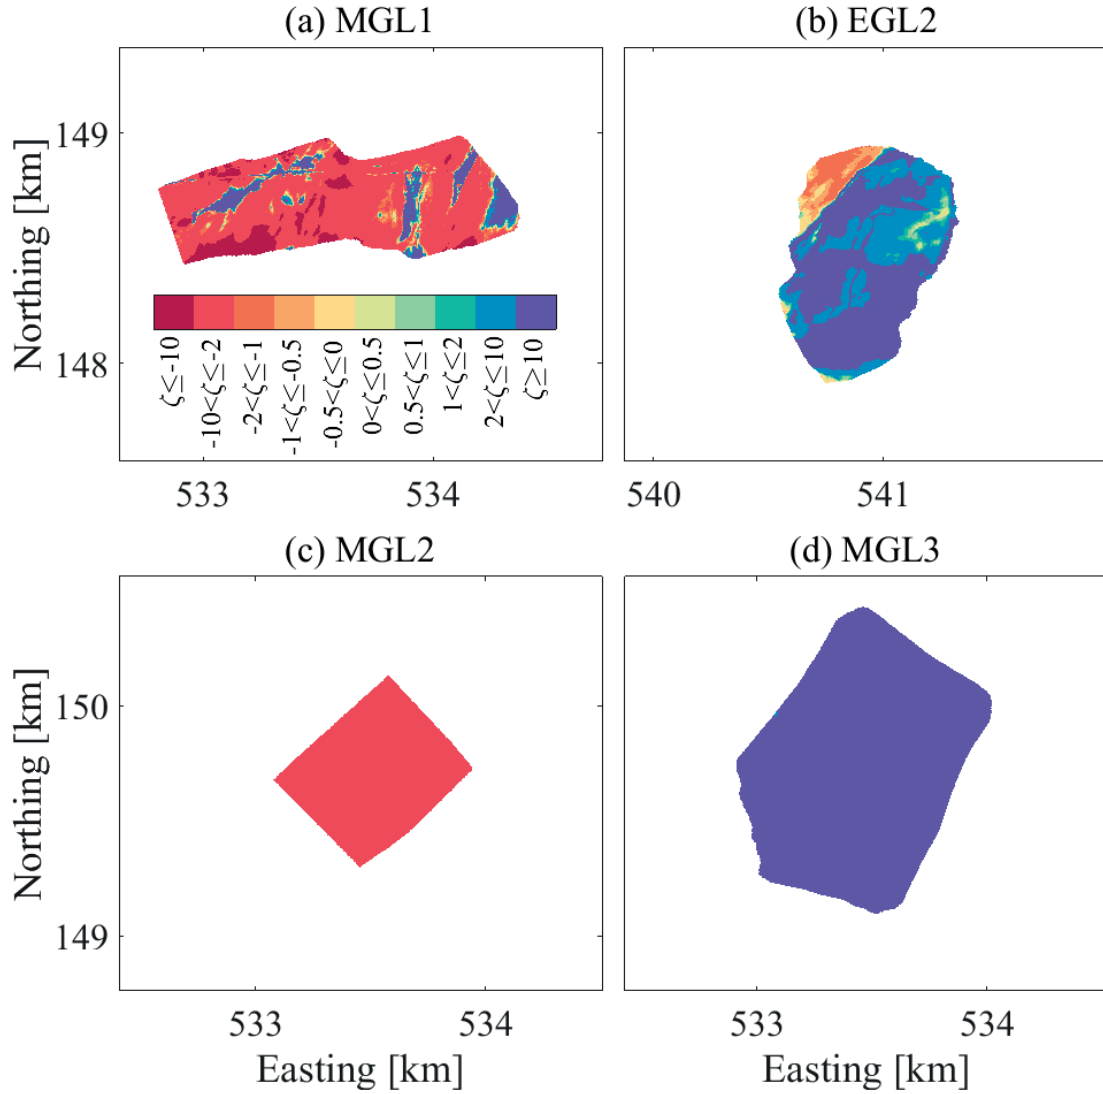 (a) MGL1
(b) EGL2
Northing [km]
149
148
ζ≤-10
-10<ζ≤-2
-2<ζ≤-1
-1<ζ≤-0.5
-0.5<ζ≤0
0<ζ≤0.5
0.5<ζ≤1
1<ζ≤2
2<ζ≤10
ζ≥10
533
534
540
541
(c) MGL2
(d) MGL3
Northing [km]
150
149
533
534
533
534
Easting [km]
Easting [km]